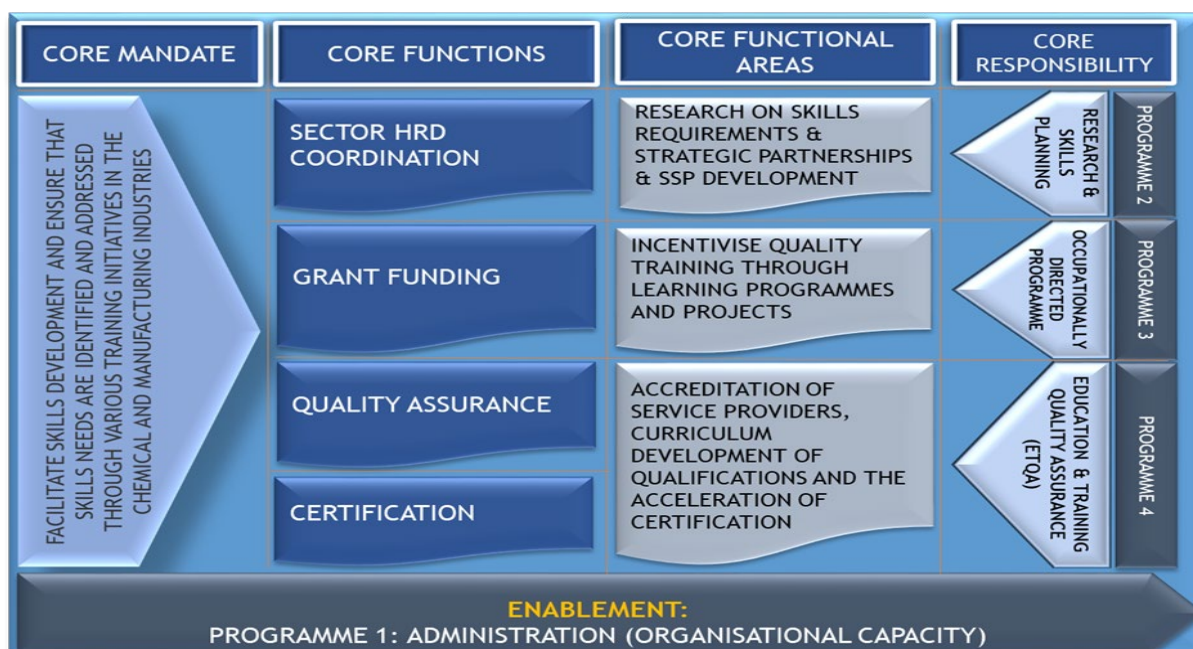 CORE MANDATE
CORE FUNCTIONS
CORE FUNCTIONAL
AREAS
CORE
RESPONSIBILITY
FACILITATE SKILLS DEVELOPMENT AND ENSURE THAT
SKILLS NEEDS ARE IDENTIFIED AND ADDRESSED
THROUGH VARIOUS TRAINING INITIATIVES IN THE
CHEMICAL AND MANUFACTURING INDUSTRIES
SECTOR HRD
COORDINATION
RESEARCH ON SKILLS
REQUIREMENTS &
STRATEGIC PARTNERSHIPS
& SSP DEVELOPMENT
RESEARCH &
SKILLS
PLANNING
PROGRAMME 2
GRANT FUNDING
INCENTIVISE QUALITY
TRAINING THROUGH
LEARNING PROGRAMMES
AND PROJECTS
OCCUPATIONALLY
DIRECTED
PROGRAMME
PROGRAMME 3
QUALITY ASSURANCE
CERTIFICATION
ACCREDITATION OF
SERVICE PROVIDERS,
CURRICULUM
DEVELOPMENT OF
QUALIFICATIONS AND THE
ACCELERATION OF
CERTIFICATION
EDUCATION & TRAINING
QUALITY ASSURANCE
(ETQA)
PROGRAMME 4
ENABLEMENT:
PROGRAMME 1: ADMINISTRATION (ORGANISATIONAL CAPACITY)